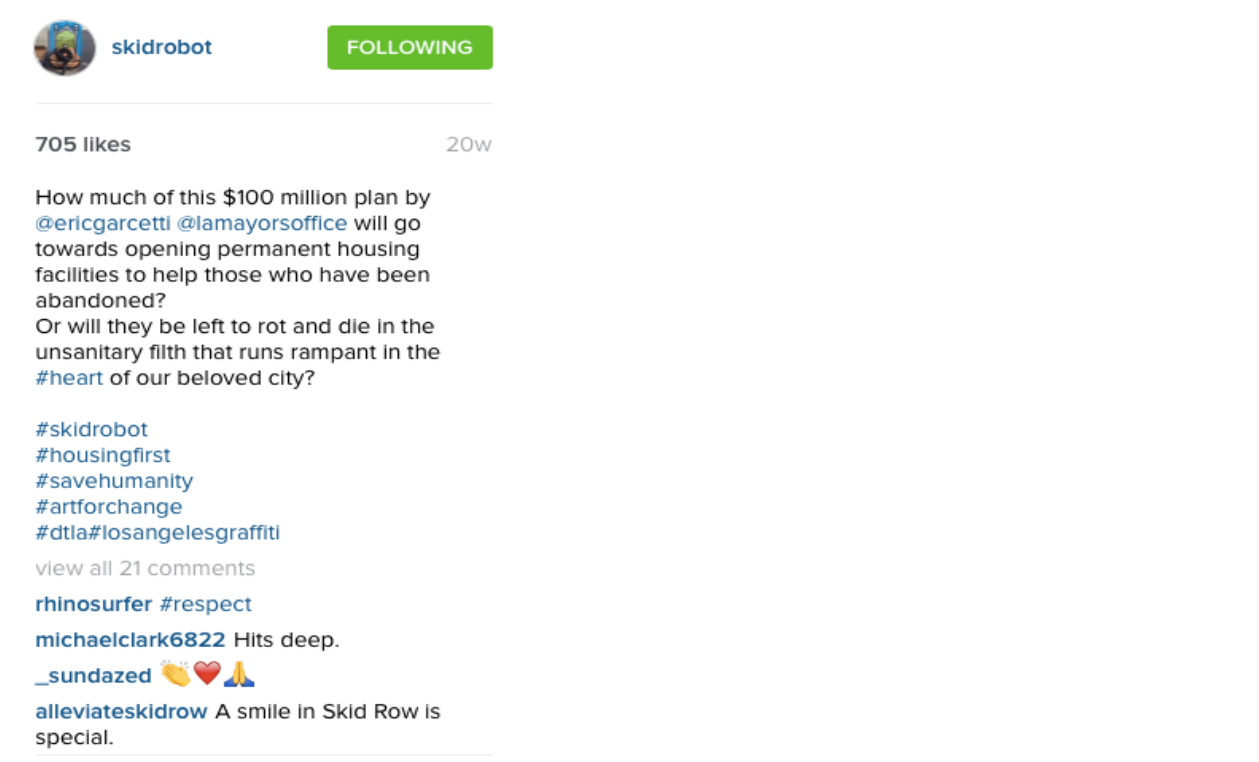 skidrobot
FOLLOWING
705 likes
20w
How much of this $100 million plan by
@ericgarcetti @lamayorsoffice will go
towards opening permanent housing
facilities to help those who have been
abandoned?
Or will they be left to rot and die in the
unsanitary filth that runs rampant in the
#heart of our beloved city?
#skidrobot
#housingfirst
#savehumanity
#artforchange
#dtla#losangelesgraffiti
view all 21 comments
rhinosurfer #respect
michaelclark6822 Hits deep.
_sundazed 👏❤️🙏
alleviateskidrow A smile in Skid Row is
special.